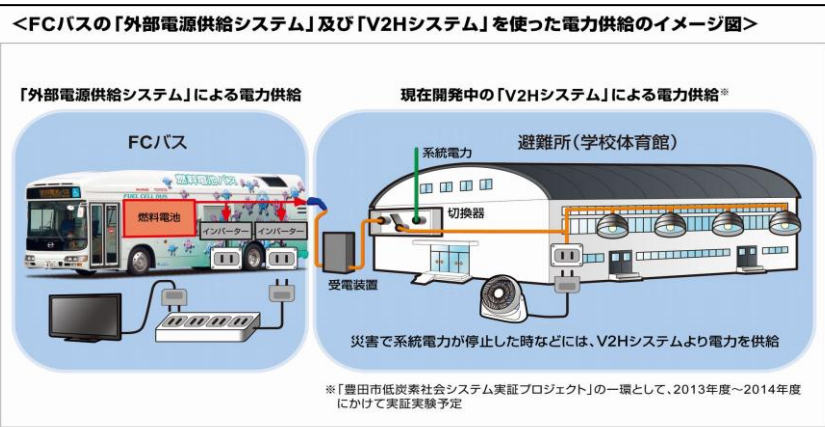 <FCバスの「外部電源供給システム」及び「V2Hシステム」を使った電力供給のイメージ図>
「外部電源供給システム」による電力供給
現在開発中の「V2Hシステム」による電力供給※
FCバス
避難所(学校体育館)
系統電力
燃料電池バス
FUEL CELL BUS
燃料電池
インバーター
インバーター
切換器
受電装置
災害で系統電力が停止した時などには、V2Hシステムより電力を供給
※「豊田市低炭素社会システム実証プロジェクト」の一環として、2013年度~2014年度
にかけて実証実験予定